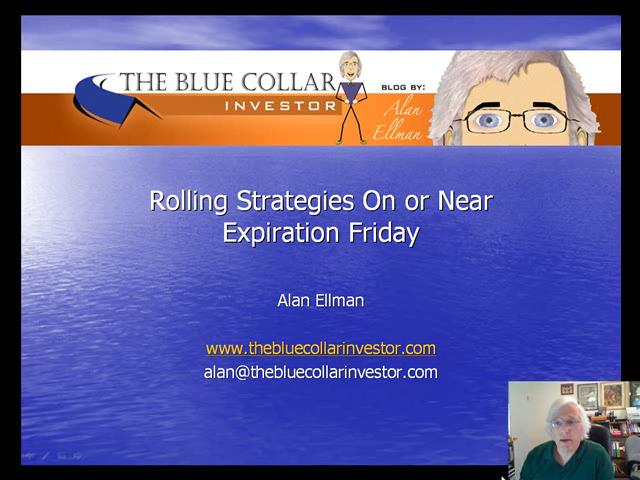 THE BLUE COLLAR
INVESTOR
BLOG BY:
Alan
Ellman
Rolling Strategies On or Near
Expiration Friday
Alan Ellman
www.thebluecollarinvestor.com
alan@thebluecollarinvestor.com